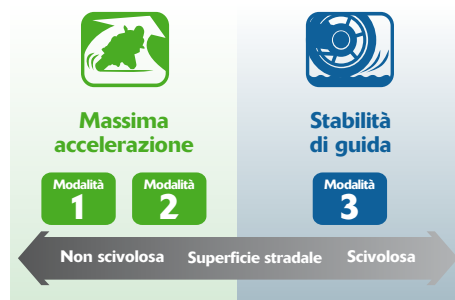 Massima
accelerazione
Stabilità
di guida
Modalità
1
Modalità
2
Modalità
3
Non scivolosa Superficie stradale Scivolosa